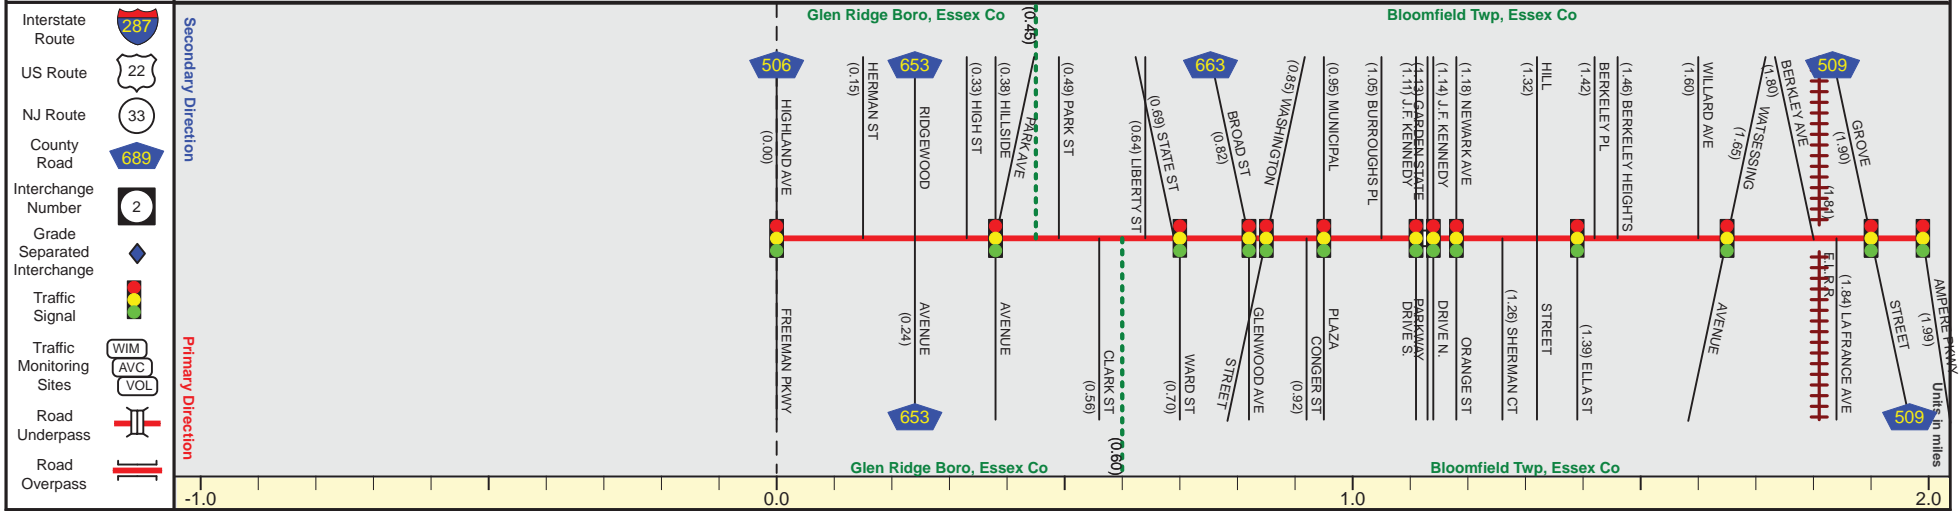 Interstate
Route
287
US Route
22
NJ Route
33
County
Road
689
Interchange
Number
2
Grade
Separated
Interchange
Traffic
Signal
Traffic
Monitoring
Sites
WIM
AVC
VOL
Road
Underpass
Road
Overpass
Secondary Direction
Primary Direction
Glen Ridge Boro, Essex Co
(0.45)
Bloomfield Twp, Essex Co
506
HIGHLAND AVE
(0.00)
FREEMAN PKWY
(0.15)
HERMAN ST
653
RIDGEWOOD
AVENUE
(0.24)
653
(0.33) HIGH ST
(0.38) HILLSIDE
AVENUE
PARK AVE
(0.49) PARK ST
CLARK ST
(0.56)
(0.60)
(0.64) LIBERTY ST
(0.69) STATE ST
WARD ST
(0.70)
663
BROAD ST
(0.82)
GLENWOOD AVE
(0.85) WASHINGTON
STREET
CONGER ST
(0.92)
(0.95) MUNICIPAL
PLAZA
(1.05) BURROUGHS PL
(1.11) J.F. KENNEDY
DRIVE S.
(1.13) GARDEN STATE
PARKWAY
(1.14) J.F. KENNEDY
DRIVE N.
(1.18) NEWARK AVE
ORANGE ST
(1.26) SHERMAN CT
(1.32)
HILL
STREET
(1.39) ELLA ST
(1.42)
BERKELEY PL
(1.46) BERKELEY HEIGHTS
(1.60)
WILLARD AVE
(1.65)
WATSESSING
AVENUE
(1.80)
BERKLEY AVE
509
(1.81)
E.L.R.R.
(1.84) LA FRANCE AVE
GROVE
(1.90)
STREET
509
AMPERE PKWY
(1.99)
Units in miles
Glen Ridge Boro, Essex Co
Bloomfield Twp, Essex Co
-1.0
0.0
1.0
2.0